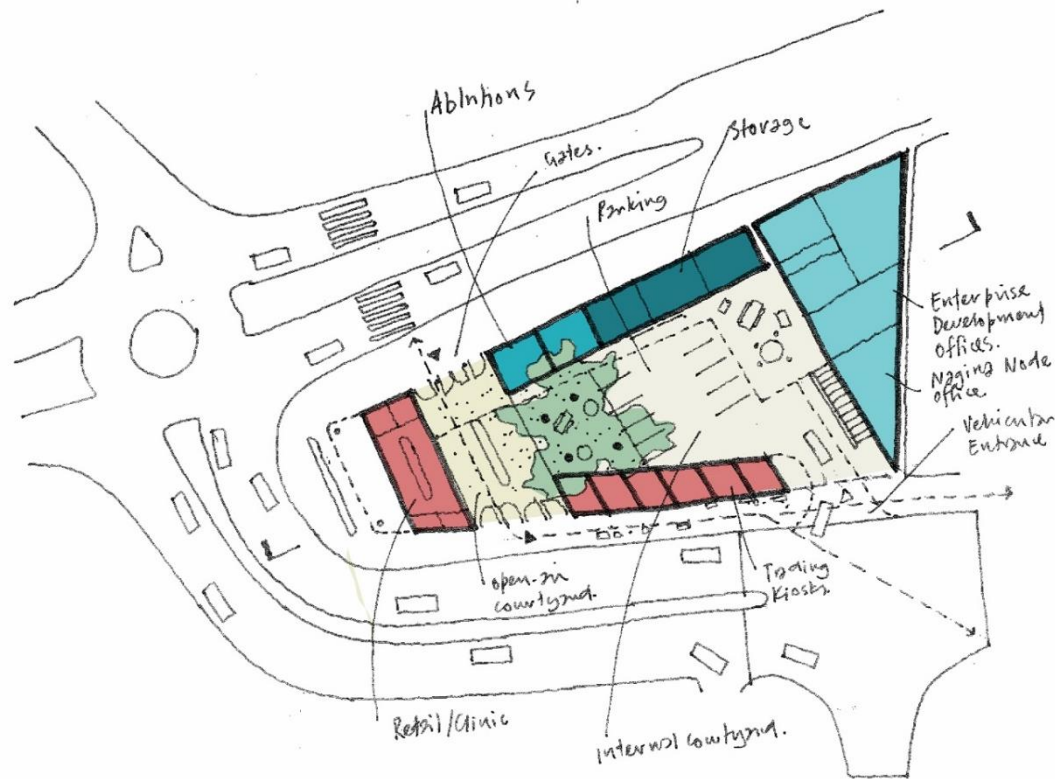 Ablutions
Gates.
Storage
Parking
Enterprise
Development
Offices.
Naging Node
Office
Vehicular
Entrance
Open-air
courtyard.
Trading
Kiosks
Retail/Clinic
Internal courtyard.